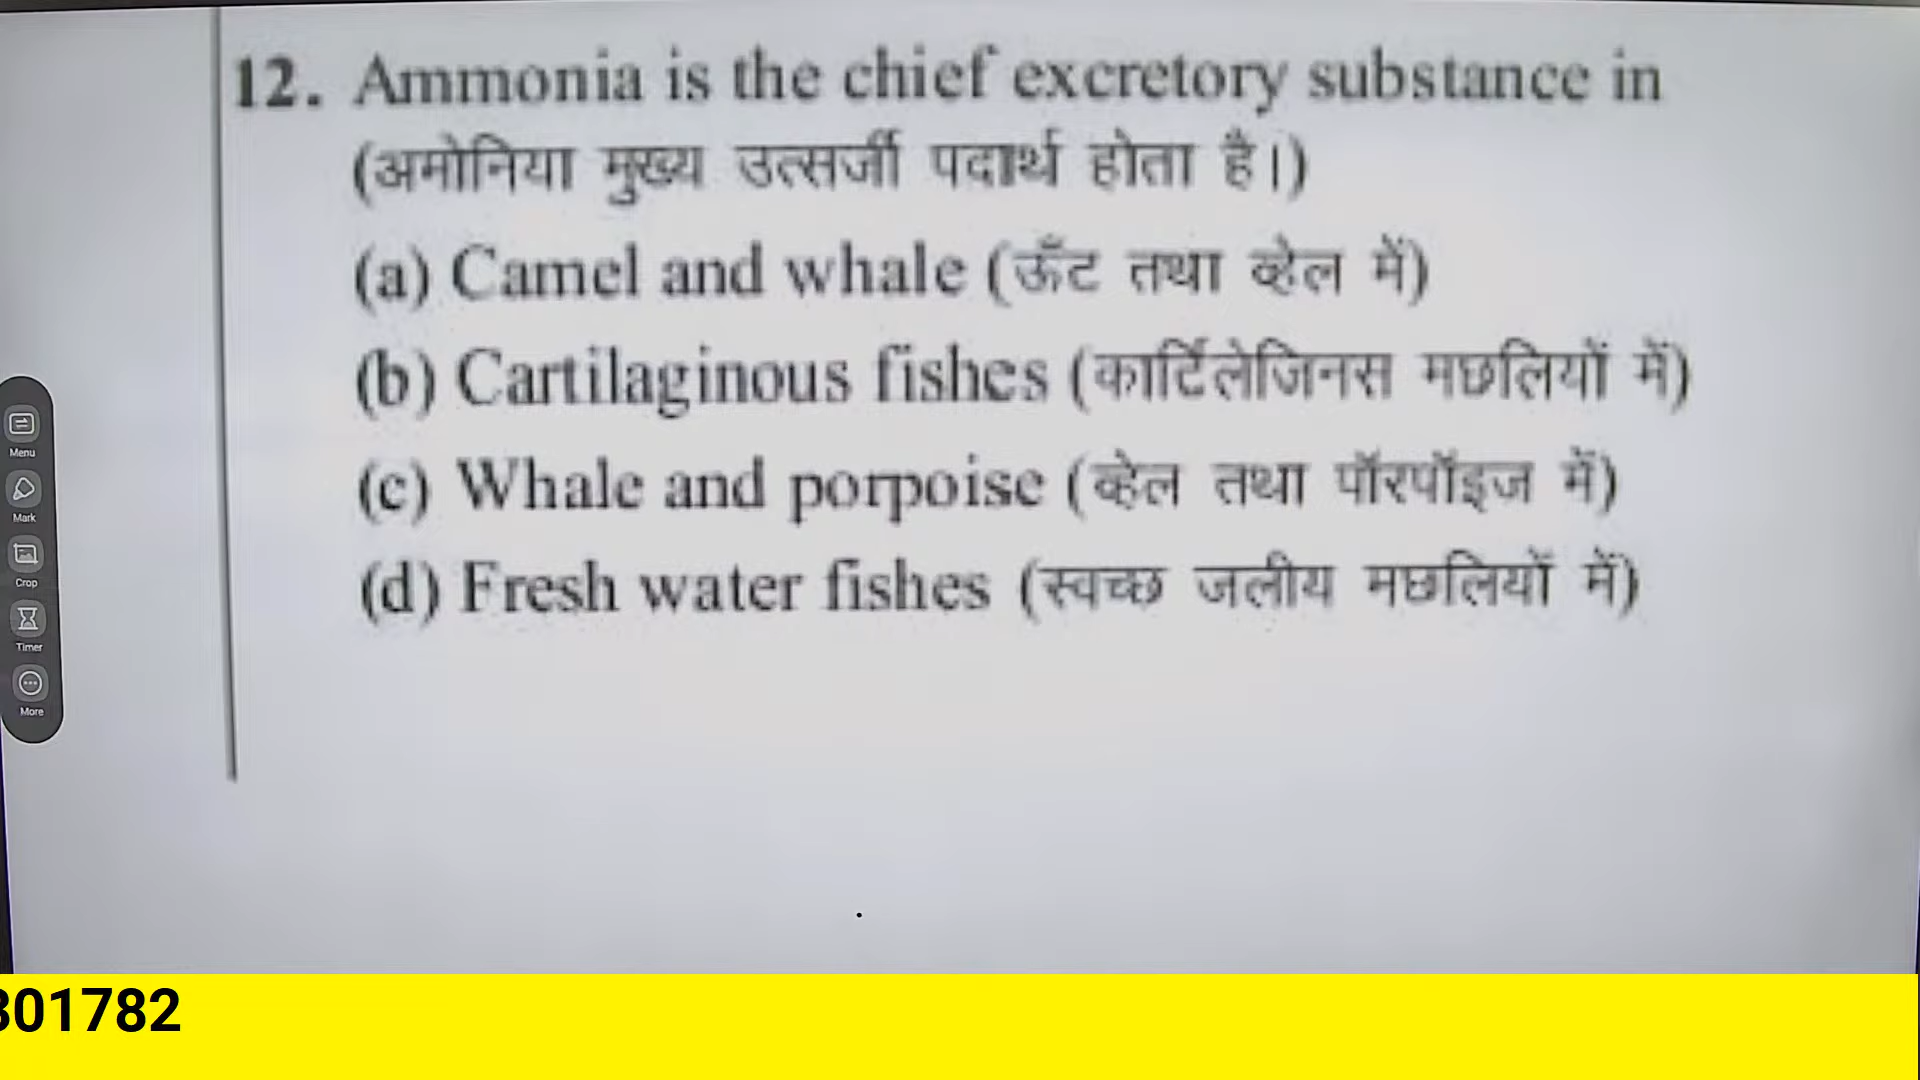 12. Ammonia is the chief excretory substance in
(अमोनिया मुख्य उत्सर्जी पदार्थ होता है।)
(a) Camel and whale (ऊँट तथा व्हेल में)
(b) Cartilaginous fishes (कार्टिलेजिनस मछलियों में)
(c) Whale and porpoise (व्हेल तथा पॉरपॉइज में)
(d) Fresh water fishes (स्वच्छ जलीय मछलियों में)
Menu
Mark
Crop
Timer
More
301782